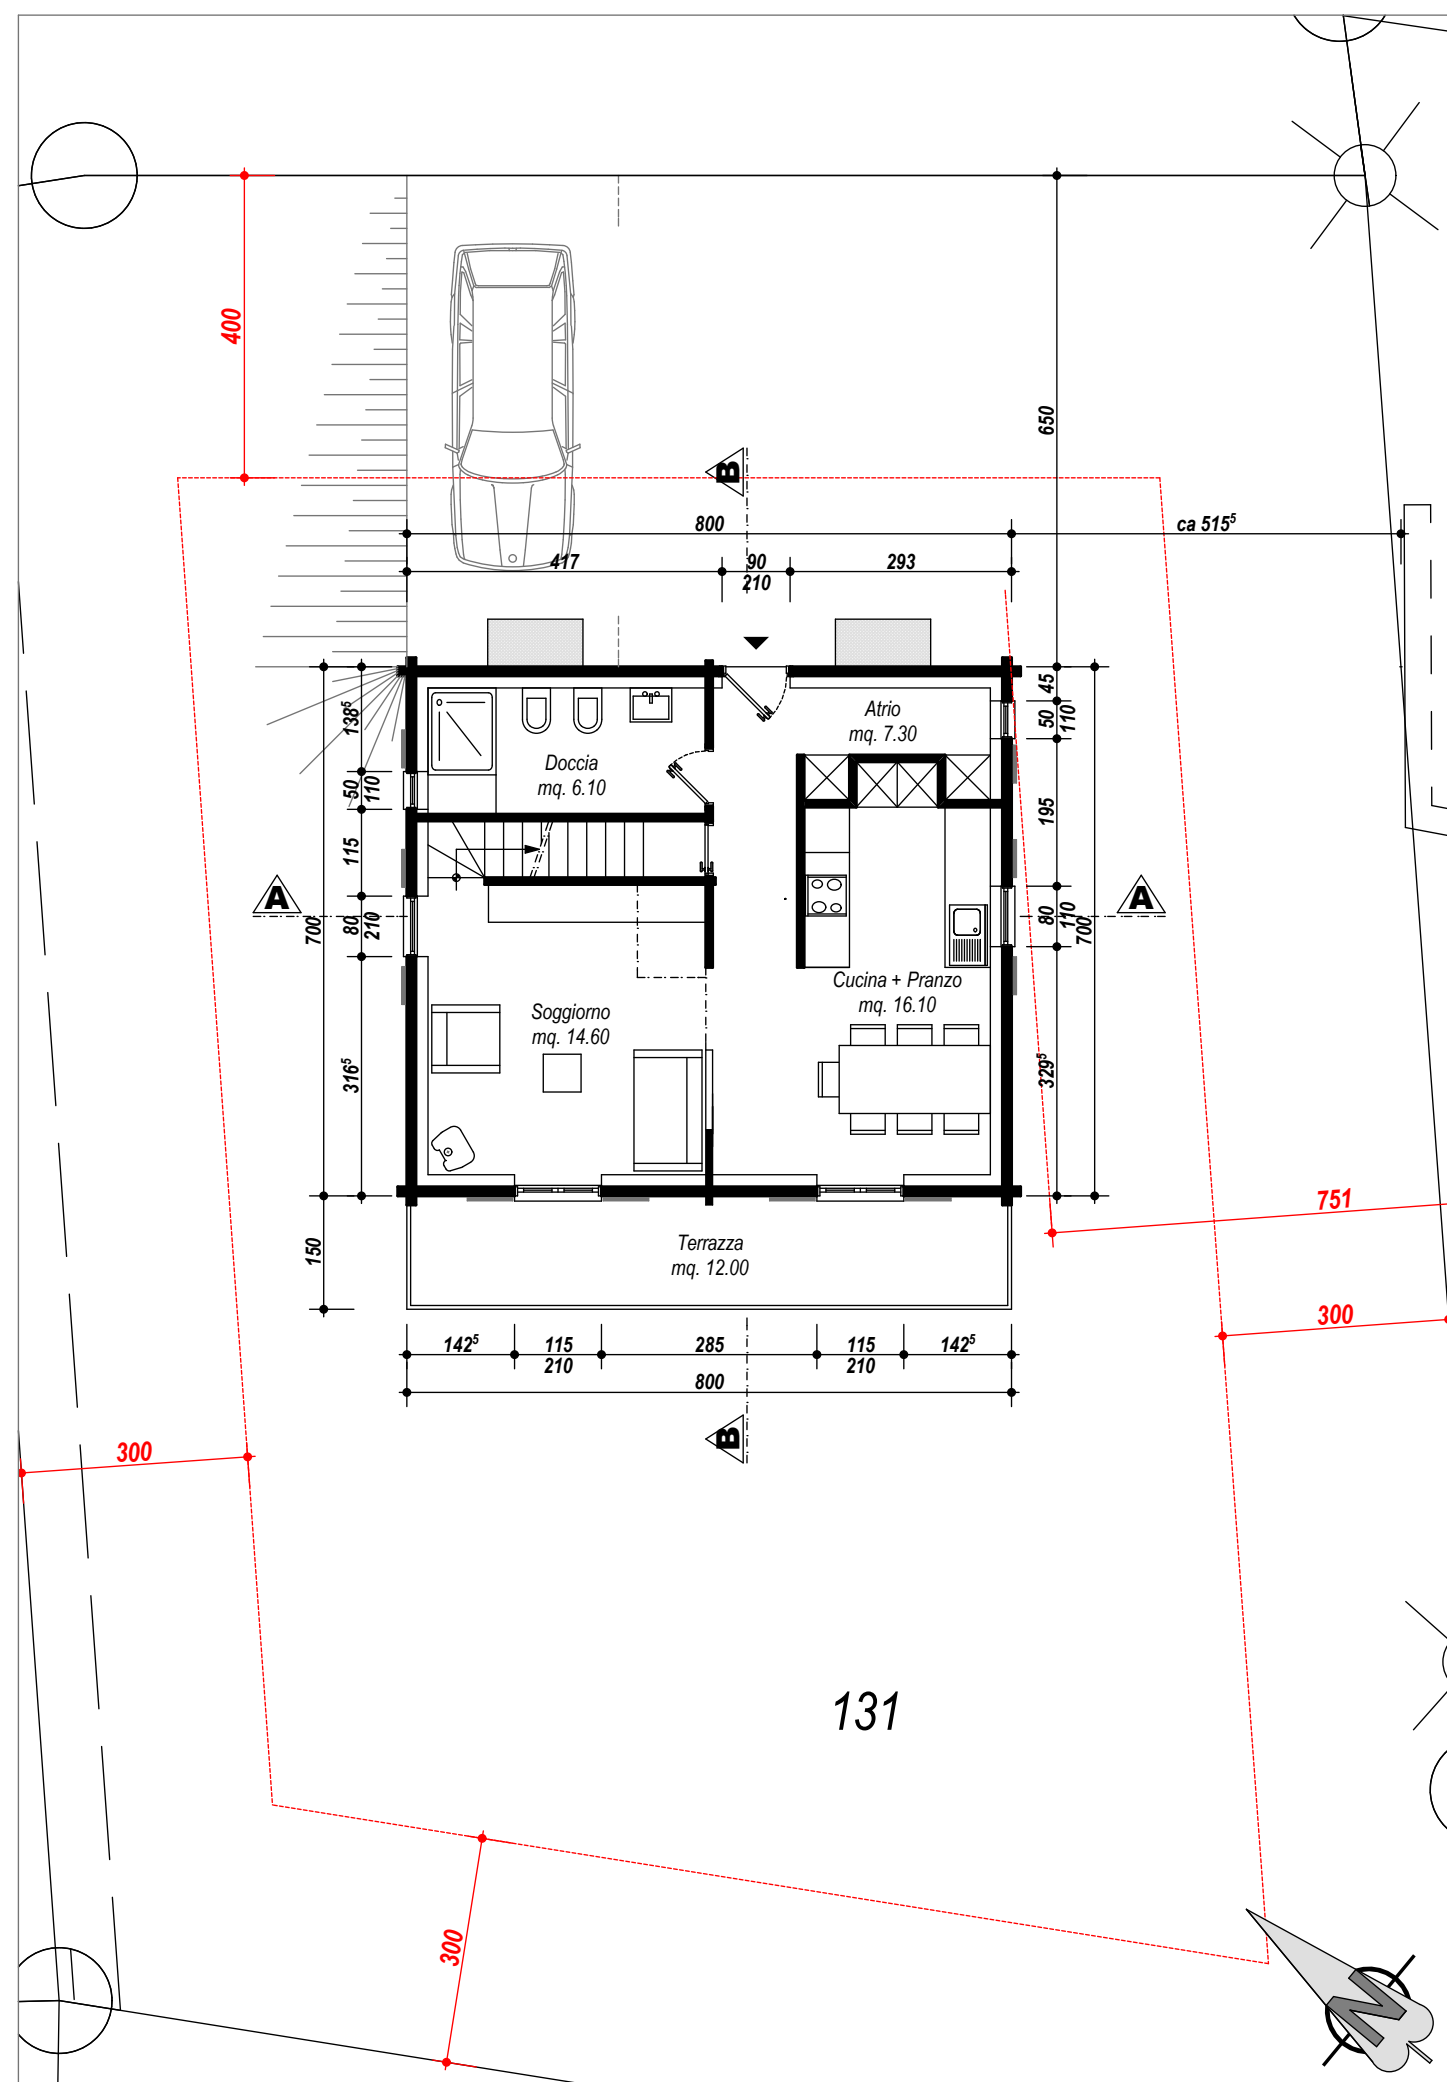 400
650
B
800
ca 515⁵
417
90
293
210
Atrio
mq. 7.30
45
50
110
138⁵
Doccia
mq. 6.10
50
110
195
115
A
A
700
80
210
80
110
700
Cucina + Pranzo
mq. 16.10
Soggiorno
mq. 14.60
316⁵
329⁵
751
150
Terrazza
mq. 12.00
300
142⁵
115
285
115
142⁵
210
210
800
B
300
131
300
N